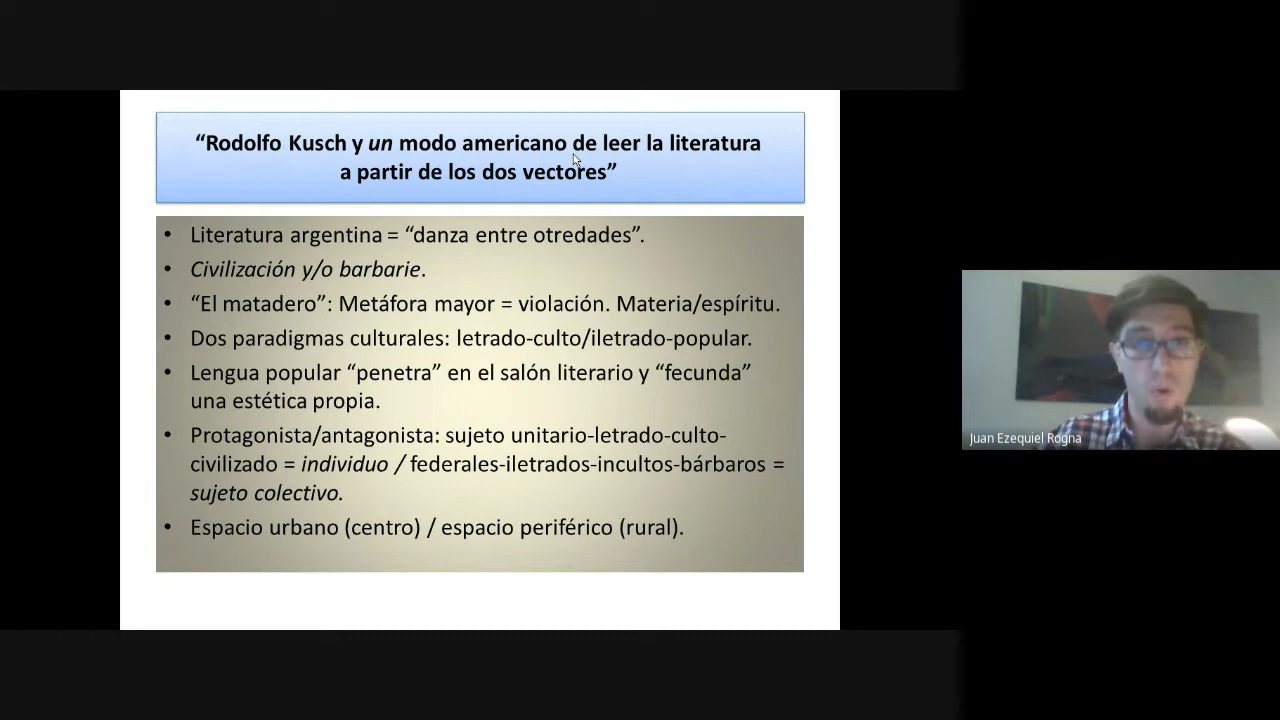 “Rodolfo Kusch y un modo americano de leer la literatura
a partir de los dos vectores”
• Literatura argentina = “danza entre otredades”.
• Civilización y/o barbarie.
• “El matadero”: Metáfora mayor = violación. Materia/espíritu.
• Dos paradigmas culturales: letrado-culto/iletrado-popular.
• Lengua popular “penetra” en el salón literario y “fecunda”
una estética propia.
• Protagonista/antagonista: sujeto unitario-letrado-culto-
civilizado = individuo / federales-iletrados-incultos-bárbaros =
sujeto colectivo.
• Espacio urbano (centro) / espacio periférico (rural).
Juan Ezequiel Rogna